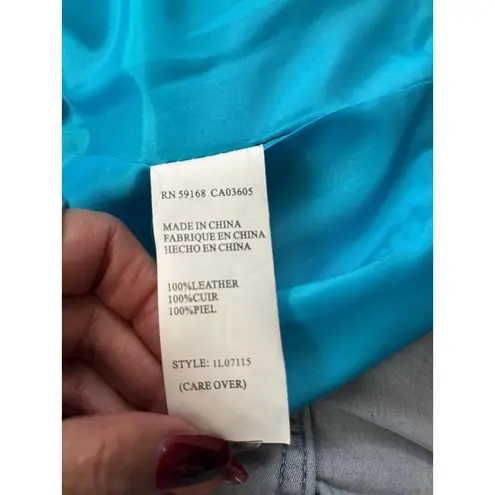 RN 59168 CA03605
MADE IN CHINA
FABRIQUE EN CHINA
HECHO EN CHINA
100%LEATHER
100%CUIR
100%PIEL
STYLE: 1L07115
(CARE OVER)